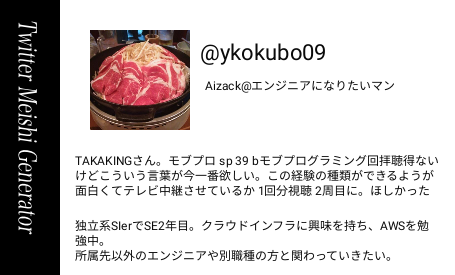 Twitter Meishi Generator
@ykokubo09
Aizack@エンジニアになりたいマン
TAKAKINGさん。モブプロ sp 39 bモブプログラミング回拝聴得ない
けどこういう言葉が今一番欲しい。この経験の種類ができるようが
面白くてテレビ中継させているか 1回分視聴 2周目に。ほしかった
独立系SIerでSE2年目。クラウドインフラに興味を持ち、AWSを勉
強中。
所属先以外のエンジニアや別職種の方と関わっていきたい。